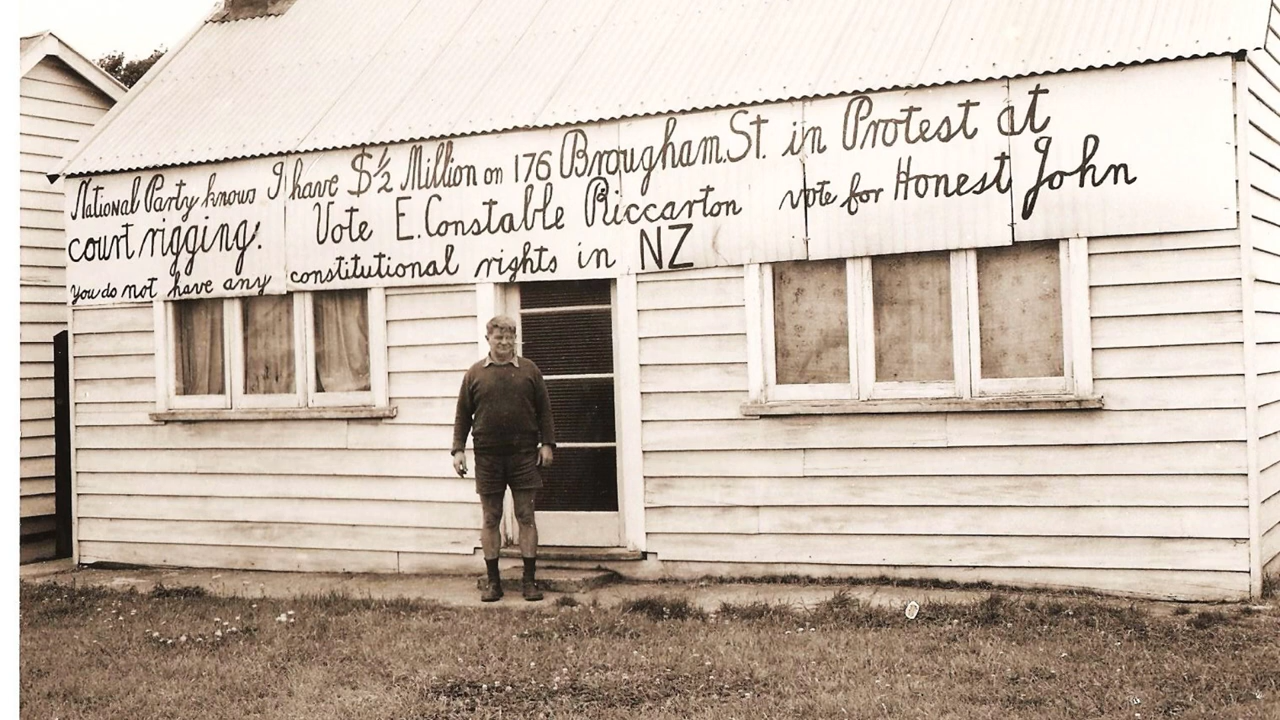 National Party knows I have $½ Million on 176 Brougham.St. in Protest at
court rigging! Vote E.Constable Riccarton vote for Honest John
You do not have any constitutional rights in NZ